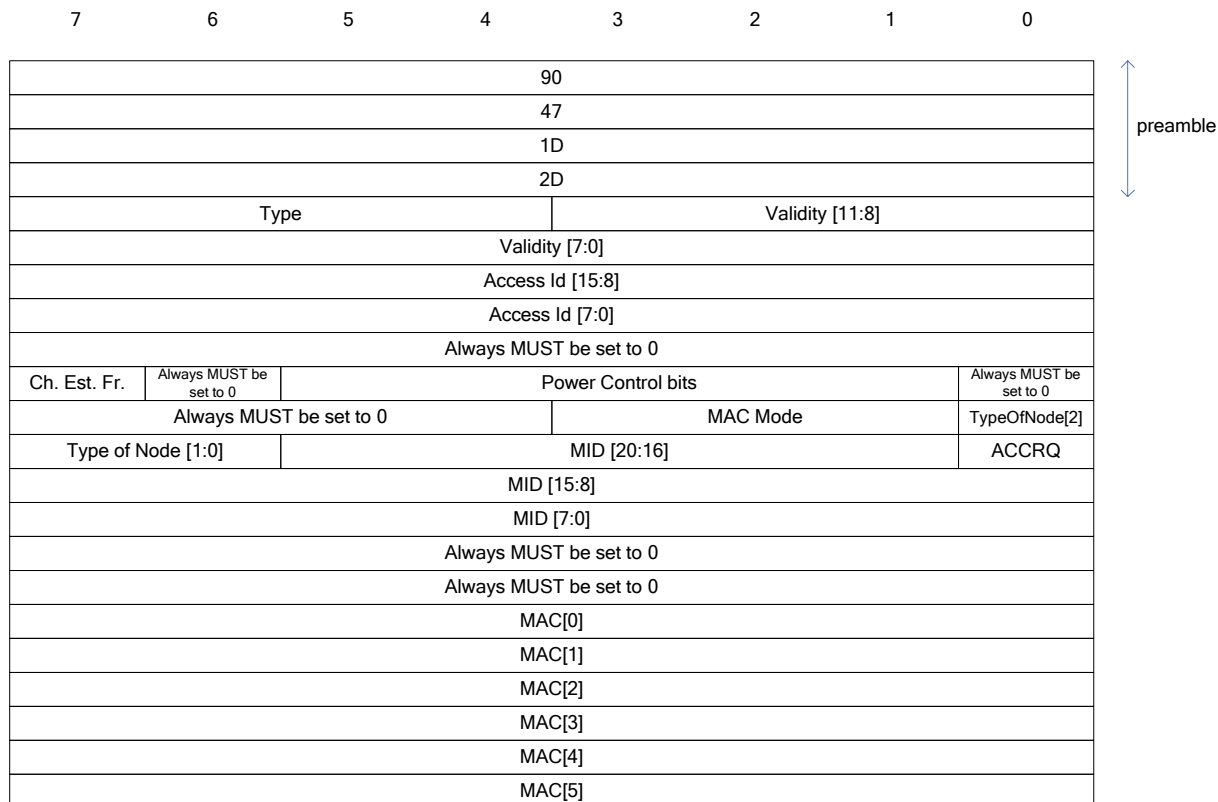 7 6 5 4 3 2 1 0
90
47
1D
2D
preamble
Type Validity [11:8]
Validity [7:0]
Access Id [15:8]
Access Id [7:0]
Always MUST be set to 0
Ch. Est. Fr. Always MUST be set to 0 Power Control bits Always MUST be set to 0
Always MUST be set to 0 MAC Mode TypeOfNode[2]
Type of Node [1:0] MID [20:16] ACCRQ
MID [15:8]
MID [7:0]
Always MUST be set to 0
Always MUST be set to 0
MAC[0]
MAC[1]
MAC[2]
MAC[3]
MAC[4]
MAC[5]